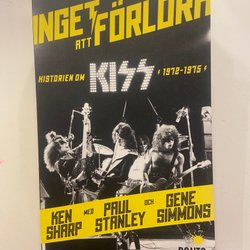 INGET
ATT
FÖRLORA
HISTORIEN OM
KISS
1972-1975
KEN
SHARP
MED
PAUL
STANLEY
OCH
GENE
SIMMONS